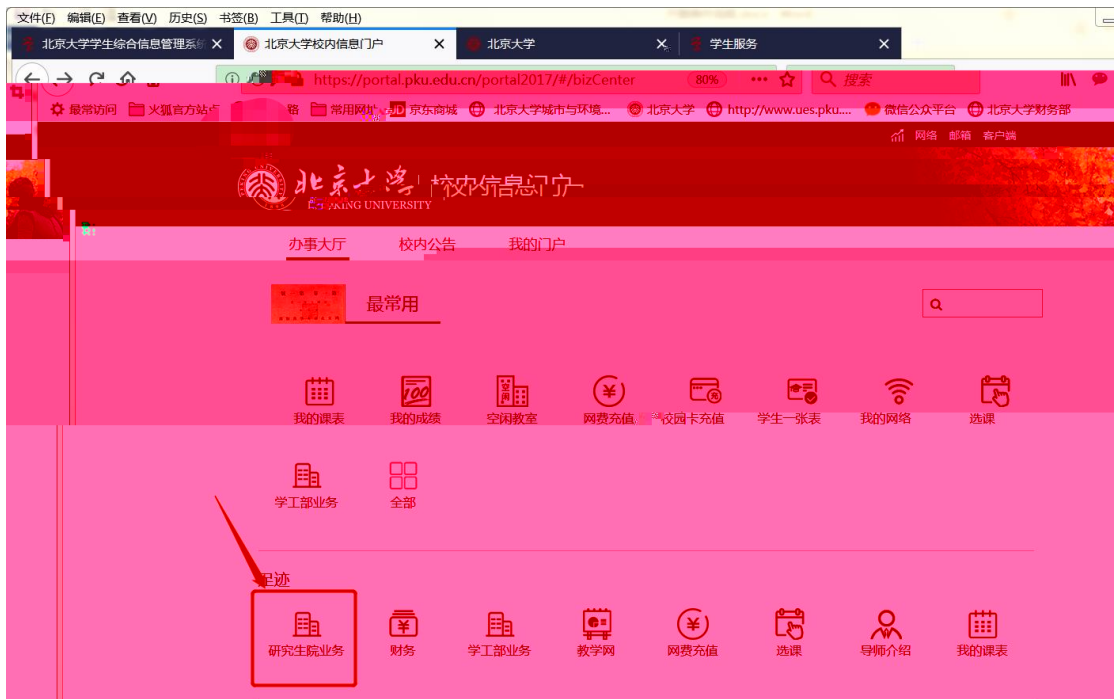 文件(F) 编辑(E) 查看(V) 历史(S) 书签(B) 工具(T) 帮助(H)
北京大学学生综合信息管理系统 北京大学校内信息门户 北京大学 学生服务
https://portal.pku.edu.cn/portal2017/#/bizCenter 80% 搜索
最常访问 火狐官方站点 常用网址 JD 京东商城 北京大学城市与环境... 北京大学 http://www.ues.pku.... 微信公众平台 北京大学财务部
网络 邮箱 客户端
北京大学 校内信息门户
PEKING UNIVERSITY
办事大厅 校内公告 我的门户
最常用
我的课表 我的成绩 空闲教室 网费充值 校园卡充值 学生一张表 我的网络 选课
学工部业务 全部
足迹
研究生院业务 财务 学工部业务 教学网 网费充值 选课 导师介绍 我的课表